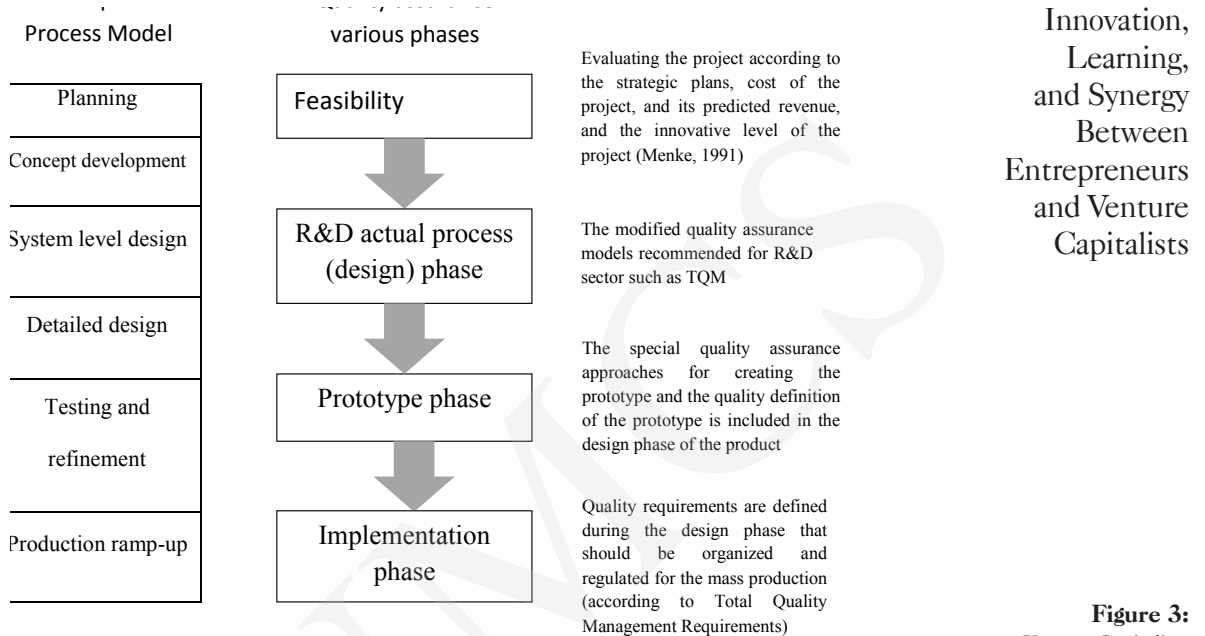 Process Model
various phases
Planning
Concept development
System level design
Detailed design
Testing and
refinement
Production ramp-up
Feasibility
R&D actual process
(design) phase
Prototype phase
Implementation
phase
Evaluating the project according to
the strategic plans, cost of the
project, and its predicted revenue,
and the innovative level of the
project (Menke, 1991)
The modified quality assurance
models recommended for R&D
sector such as TQM
The special quality assurance
approaches for creating the
prototype and the quality definition
of the prototype is included in the
design phase of the product
Quality requirements are defined
during the design phase that
should be organized and
regulated for the mass production
(according to Total Quality
Management Requirements)
Innovation,
Learning,
and Synergy
Between
Entrepreneurs
and Venture
Capitalists
Figure 3:
MCS